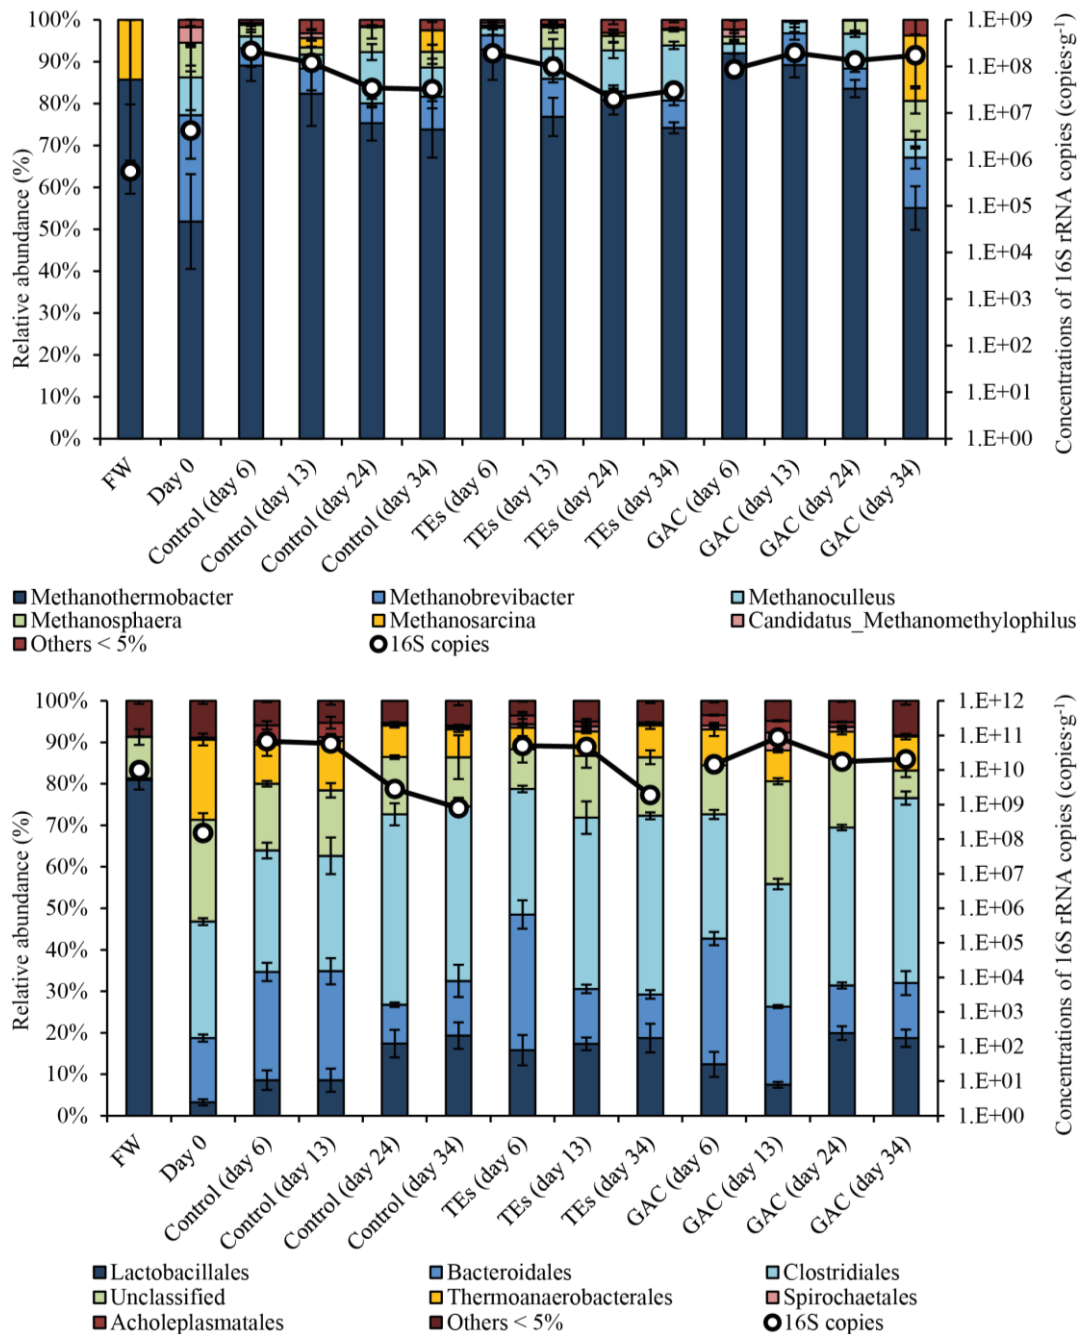 100%
90%
80%
70%
60%
50%
40%
30%
20%
10%
0%
Relative abundance (%)
1.E+09
1.E+08
1.E+07
1.E+06
1.E+05
1.E+04
1.E+03
1.E+02
1.E+01
1.E+00
Concentrations of 16S rRNA copies (copies·g⁻¹)
FW
Day 0
Control (day 6)
Control (day 13)
Control (day 24)
Control (day 34)
TEs (day 6)
TEs (day 13)
TEs (day 24)
TEs (day 34)
GAC (day 6)
GAC (day 13)
GAC (day 24)
GAC (day 34)
Methanothermobacter Methanobrevibacter Methanoculleus
Methanosphaera Methanosarcina Candidatus_Methanomethylophilus
Others < 5% 16S copies
100%
90%
80%
70%
60%
50%
40%
30%
20%
10%
0%
Relative abundance (%)
1.E+12
1.E+11
1.E+10
1.E+09
1.E+08
1.E+07
1.E+06
1.E+05
1.E+04
1.E+03
1.E+02
1.E+01
1.E+00
Concentrations of 16S rRNA copies (copies·g⁻¹)
FW
Day 0
Control (day 6)
Control (day 13)
Control (day 24)
Control (day 34)
TEs (day 6)
TEs (day 13)
TEs (day 34)
GAC (day 6)
GAC (day 13)
GAC (day 24)
GAC (day 34)
Lactobacillales Bacteroidales Clostridiales
Unclassified Thermoanaerobacterales Spirochaetales
Acholeplasmatales Others < 5% 16S copies